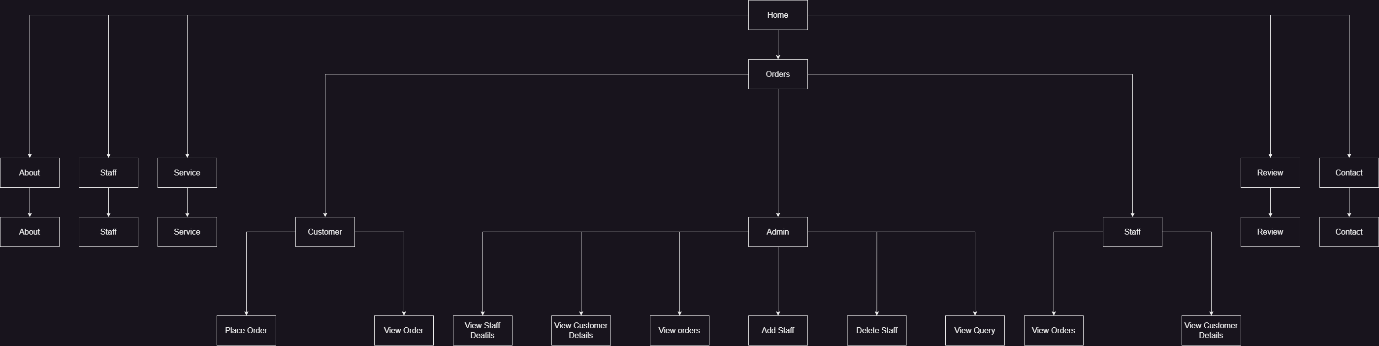 Home
Orders
About
Staff
Service
Review
Contact
About
Staff
Service
Customer
Admin
Staff
Review
Contact
Place Order
View Order
View Staff
Deatils
View Customer
Details
View orders
Add Staff
Delete Staff
View Query
View Orders
View Customer
Details